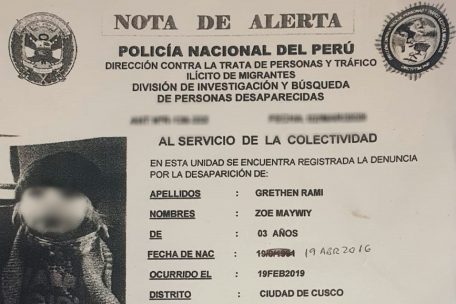 NOTA DE ALERTA
POLICÍA NACIONAL DEL PERÚ
DIRECCIÓN CONTRA LA TRATA DE PERSONAS Y TRÁFICO
ILÍCITO DE MIGRANTES
DIVISIÓN DE INVESTIGACIÓN Y BÚSQUEDA
DE PERSONAS DESAPARECIDAS
AL SERVICIO DE LA COLECTIVIDAD
EN ESTA UNIDAD SE ENCUENTRA REGISTRADA LA DENUNCIA
POR LA DESAPARICIÓN DE:
APELLIDOS : GRETHEN RAMI
NOMBRES : ZOE MAYWIY
DE : 03 AÑOS
FECHA DE NAC : 19 ABR 2016
OCURRIDO EL : 19FEB2019
DISTRITO : CIUDAD DE CUSCO